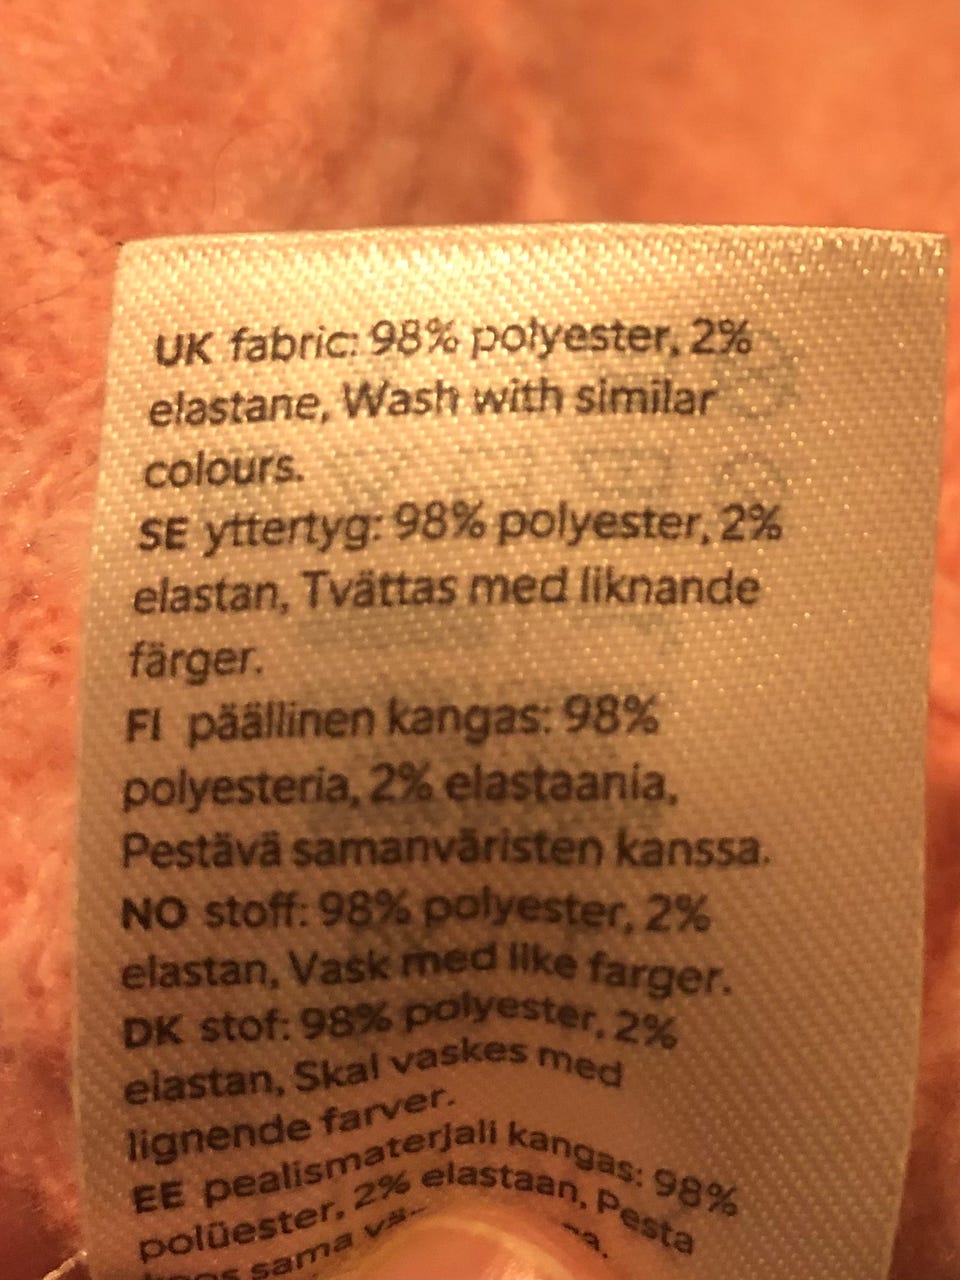 UK fabric: 98% polyester, 2%
elastane, Wash with similar
colours.
SE yttertyg: 98% polyester, 2%
elastan, Tvättas med liknande
färger.
FI päällinen kangas: 98%
polyesteria, 2% elastaania,
Pestävä samanväristen kanssa.
NO stoff: 98% polyester, 2%
elastan, Vask med like farger.
DK stof: 98% polyester, 2%
elastan, Skal vaskes med
lignende farver.
EE pealismaterjali kangas: 98%
polüester, 2% elastaan, Pesta
sama